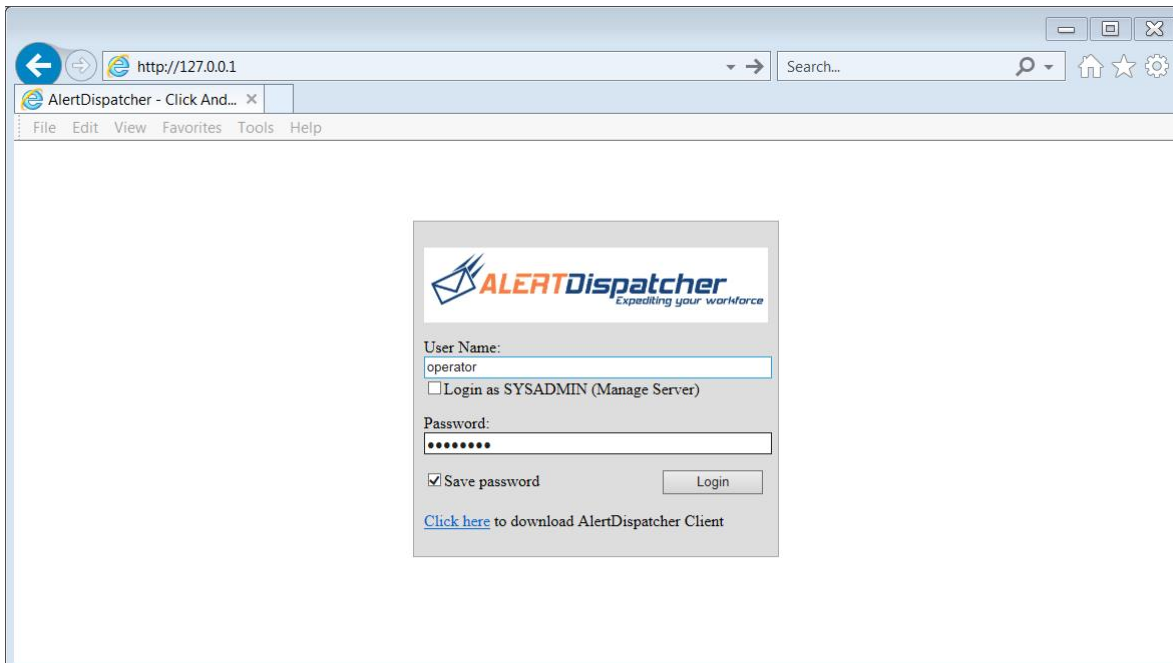 http://127.0.0.1
Search...
AlertDispatcher - Click And...
File Edit View Favorites Tools Help
ALERTDispatcher
Expediting your workforce
User Name:
operator
Login as SYSADMIN (Manage Server)
Password:
••••••••
Save password Login
Click here to download AlertDispatcher Client